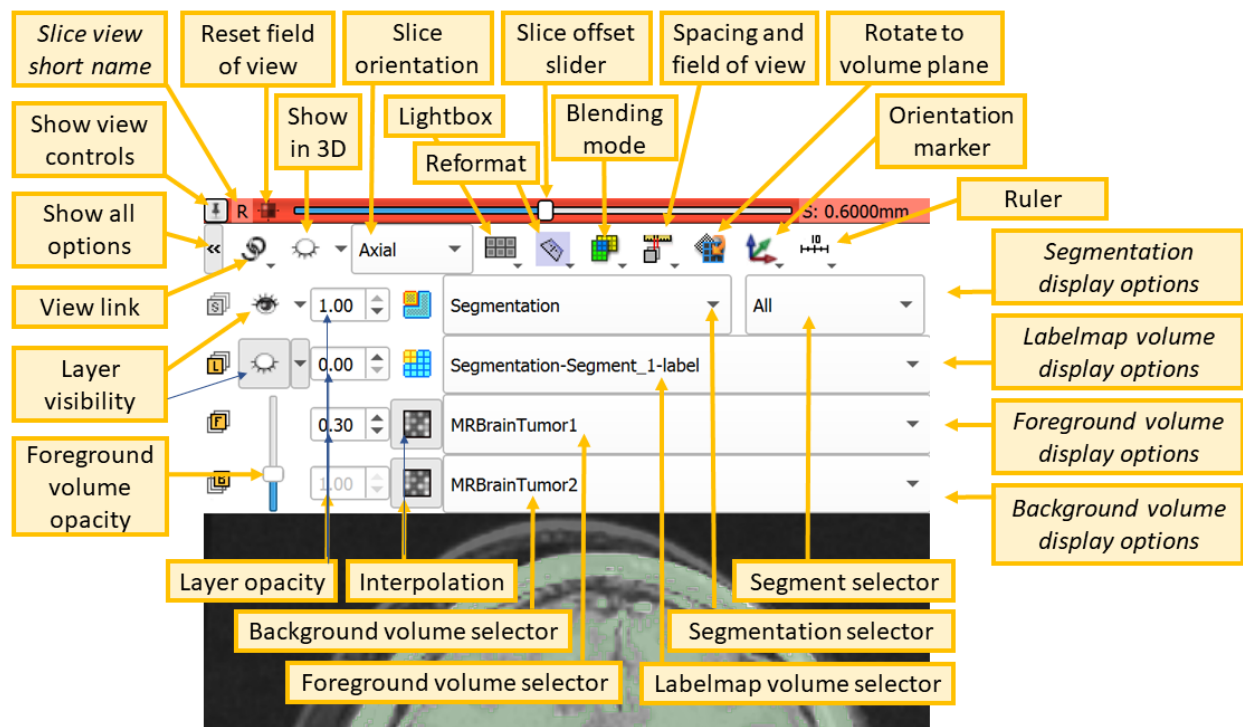 Slice view
short name
Reset field
of view
Slice
orientation
Slice offset
slider
Spacing and
field of view
Rotate to
volume plane
Show view
controls
Show
in 3D
Lightbox
Reformat
Blending
mode
Orientation
marker
Ruler
R
S: 0.6000mm
Show all
options
«
Axial
10
Segmentation
display options
View link
S
1.00
Segmentation
All
Layer
visibility
L
0.00
Segmentation-Segment_1-label
Labelmap volume
display options
F
0.30
MRBrainTumor1
Foreground volume
display options
Foreground
volume
opacity
B
1.00
MRBrainTumor2
Background volume
display options
Layer opacity
Interpolation
Segment selector
Background volume selector
Segmentation selector
Foreground volume selector
Labelmap volume selector